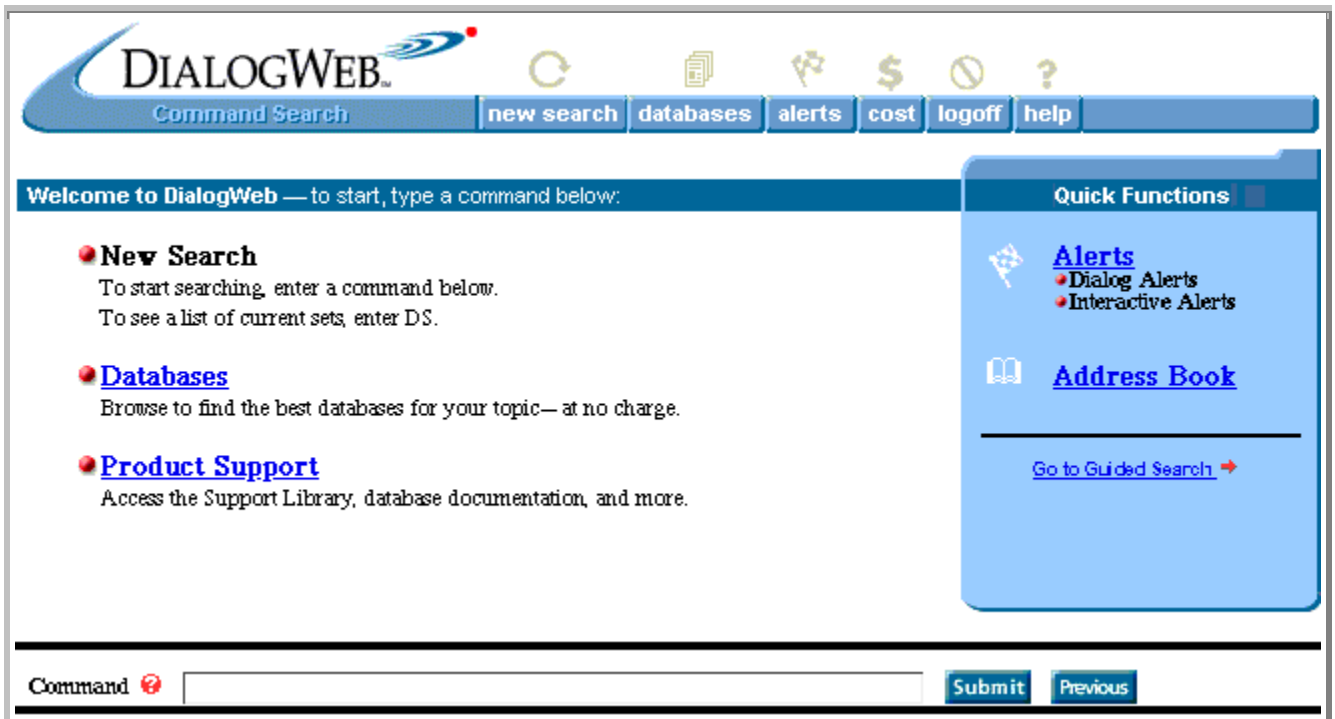 DIALOGWEB™
Command Search
new search databases alerts cost logoff help
Welcome to DialogWeb — to start, type a command below:
New Search
To start searching, enter a command below.
To see a list of current sets, enter DS.
Databases
Browse to find the best databases for your topic— at no charge.
Product Support
Access the Support Library, database documentation, and more.
Quick Functions
Alerts
Dialog Alerts
Interactive Alerts
Address Book
Go to Guided Search
Command ? Submit Previous